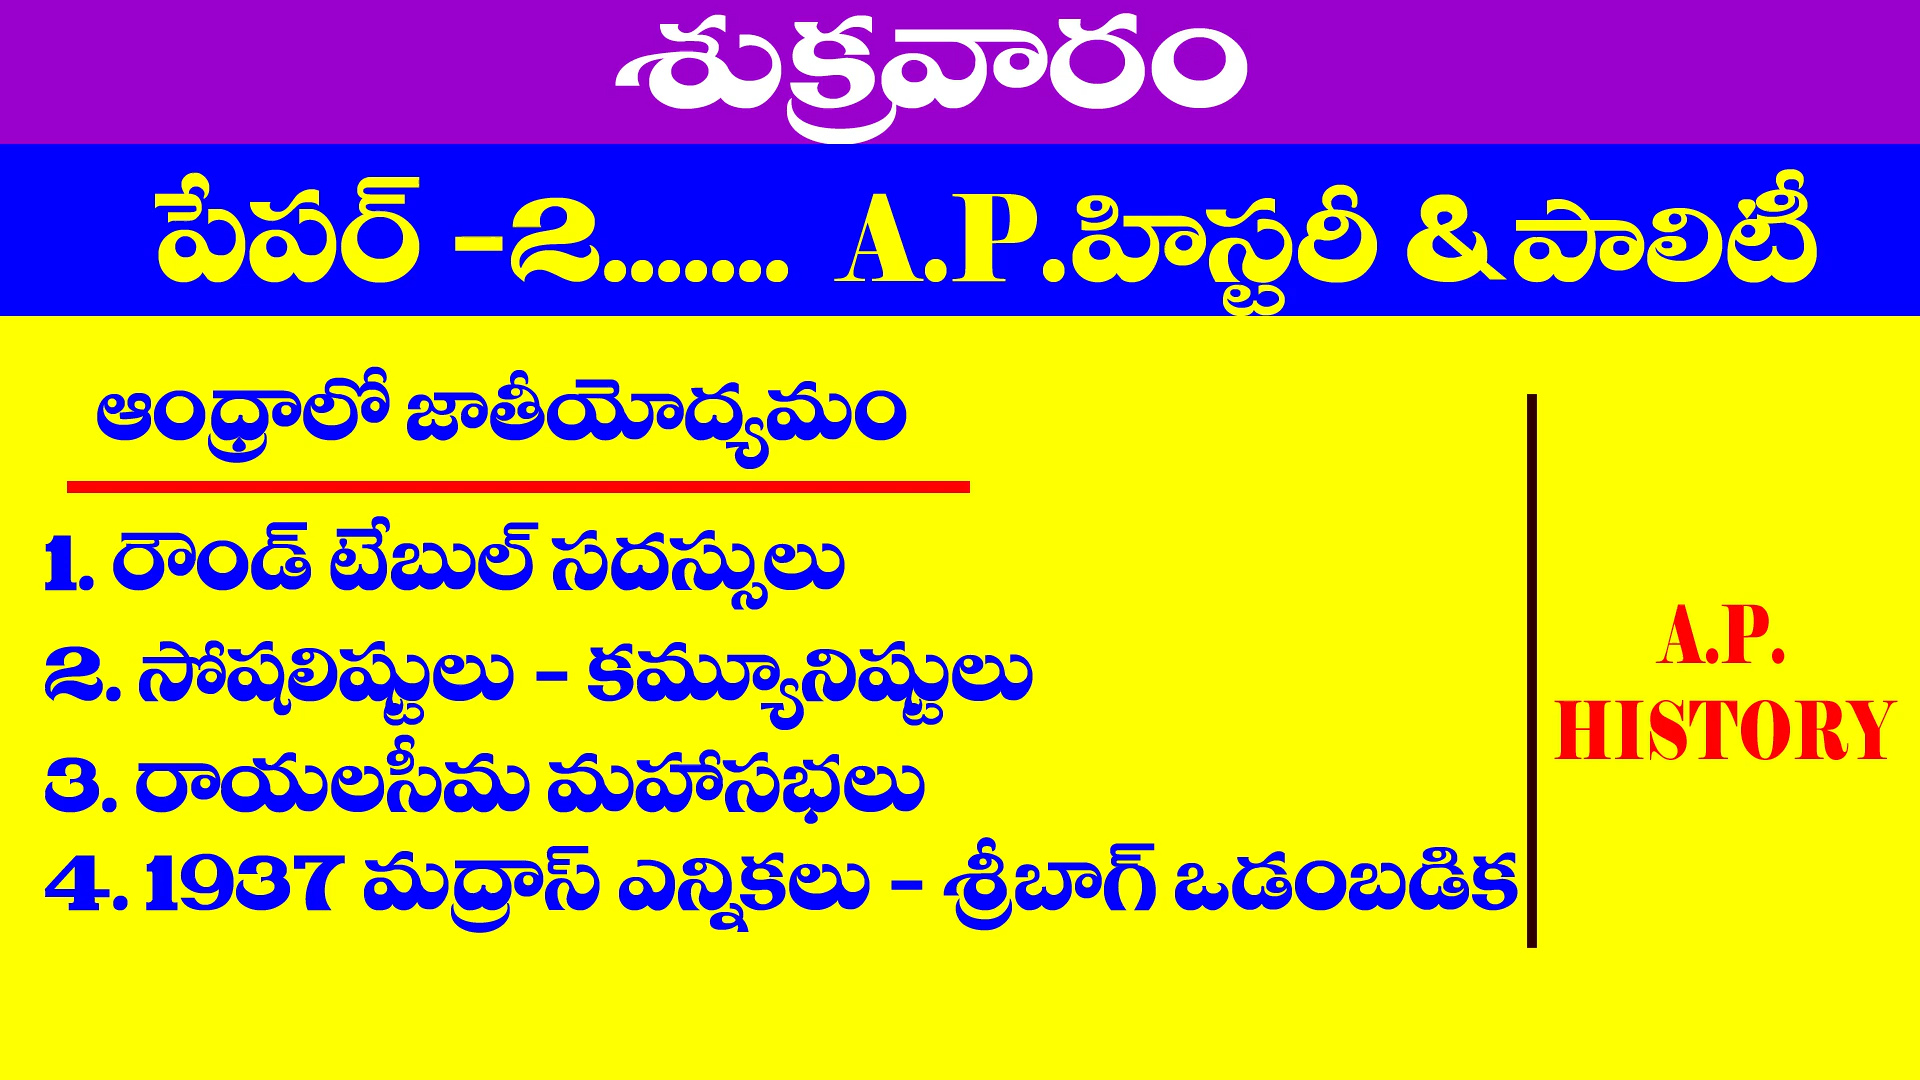 శుక్రవారం
పేపర్ -2....... A.P.హిస్టరీ & పాలిటీ
ఆంధ్రాలో జాతీయోద్యమం
1. రౌండ్ టేబుల్ సదస్సులు
2. సోషలిష్టులు - కమ్యూనిష్టులు
3. రాయలసీమ మహాసభలు
4. 1937 మద్రాస్ ఎన్నికలు - శ్రీబాగ్ ఒడంబడిక
A.P.
HISTORY